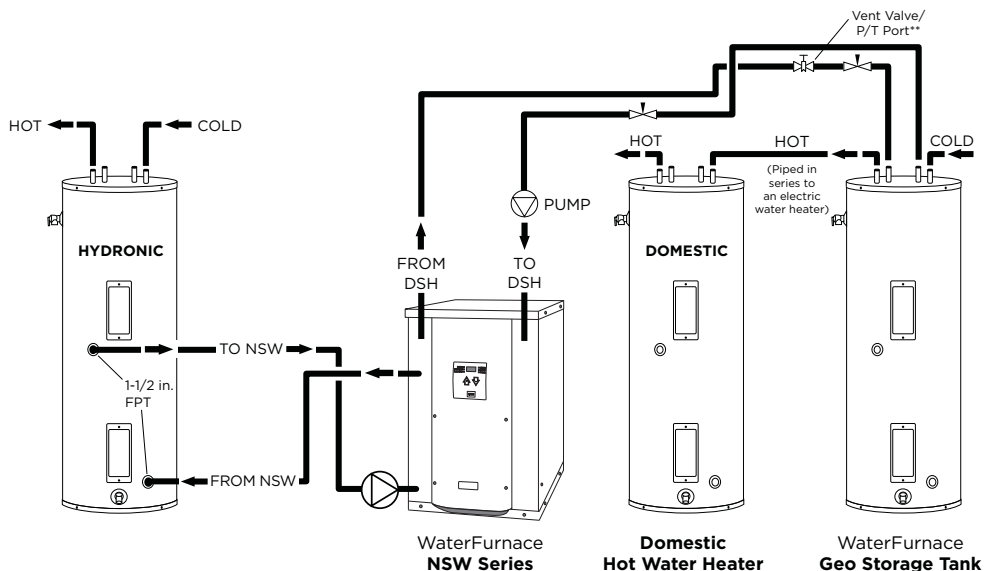 Vent Valve/
P/T Port**
HOT
COLD
HOT
HOT
COLD
(Piped in
series to
an electric
water heater)
PUMP
HYDRONIC
DOMESTIC
FROM
DSH
TO
DSH
TO NSW
1-1/2 in.
FPT
FROM NSW
WaterFurnace
NSW Series
Domestic
Hot Water Heater
WaterFurnace
Geo Storage Tank